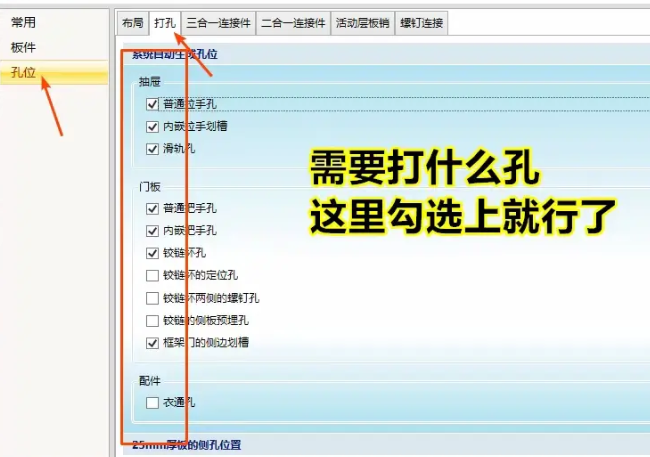 常用
板件
孔位
布局 打孔 三合一连接件 二合一连接件 活动层板销 螺钉连接
系统自动生成孔位
抽屉
普通拉手孔
内嵌拉手划槽
滑轨孔
门板
普通把手孔
内嵌把手孔
铰链杯孔
铰链杯的定位孔
铰链杯两侧的螺钉孔
铰链的侧板预埋孔
框架门的侧边划槽
配件
衣通孔
25mm厚板的侧孔位置
需要打什么孔
这里勾选上就行了